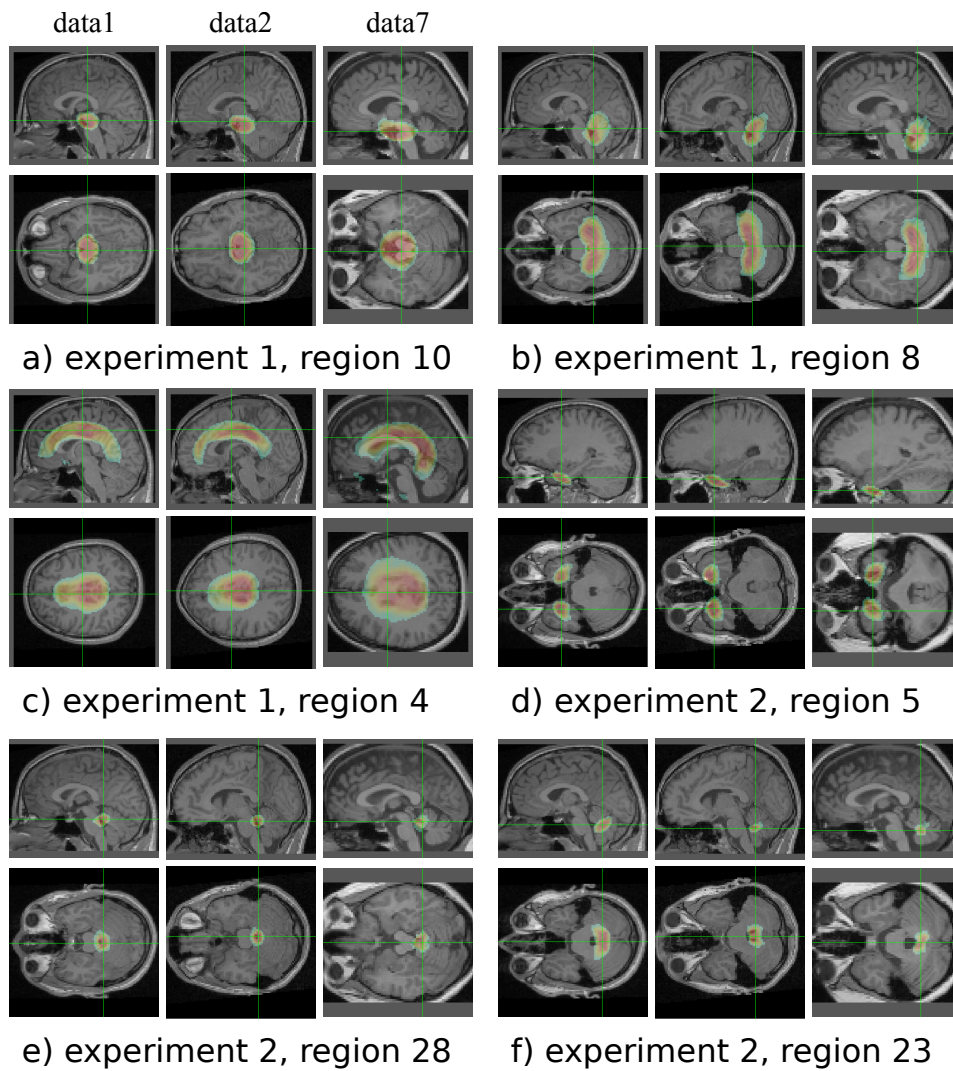 data1 data2 data7
a) experiment 1, region 10
b) experiment 1, region 8
c) experiment 1, region 4
d) experiment 2, region 5
e) experiment 2, region 28
f) experiment 2, region 23